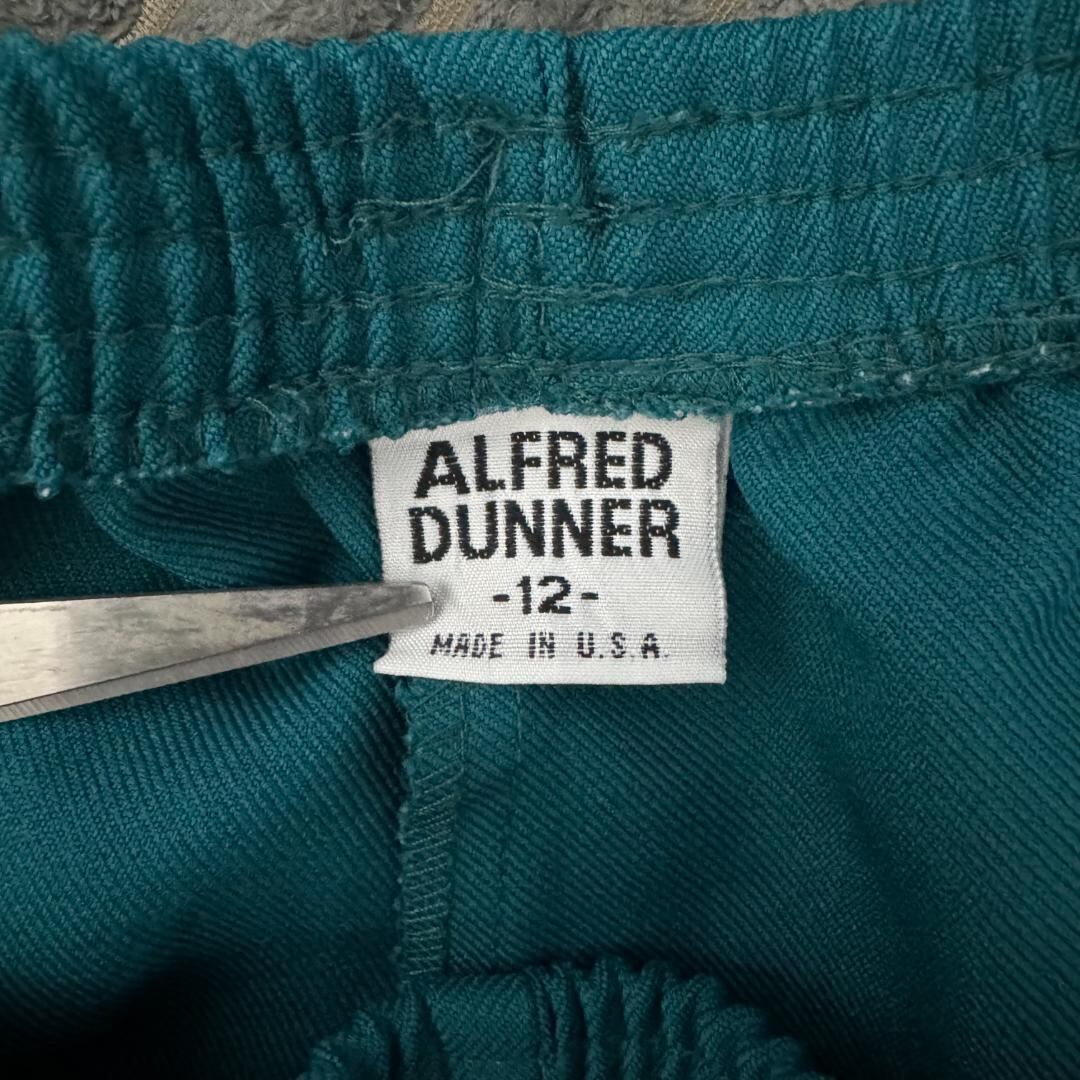 ALFRED
DUNNER
-12-
MADE IN U.S.A.